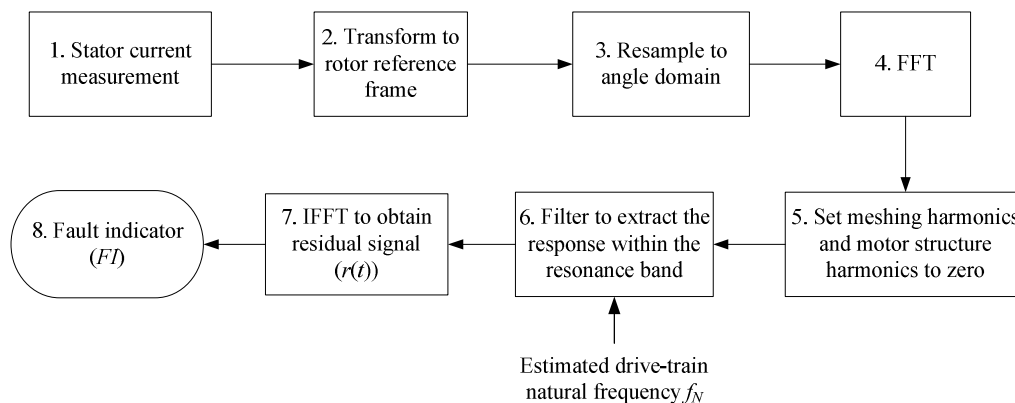 1. Stator current
measurement
2. Transform to
rotor reference
frame
3. Resample to
angle domain
4. FFT
5. Set meshing harmonics
and motor structure
harmonics to zero
6. Filter to extract the
response within the
resonance band
7. IFFT to obtain
residual signal
(r(t))
8. Fault indicator
(FI)
Estimated drive-train
natural frequency fN